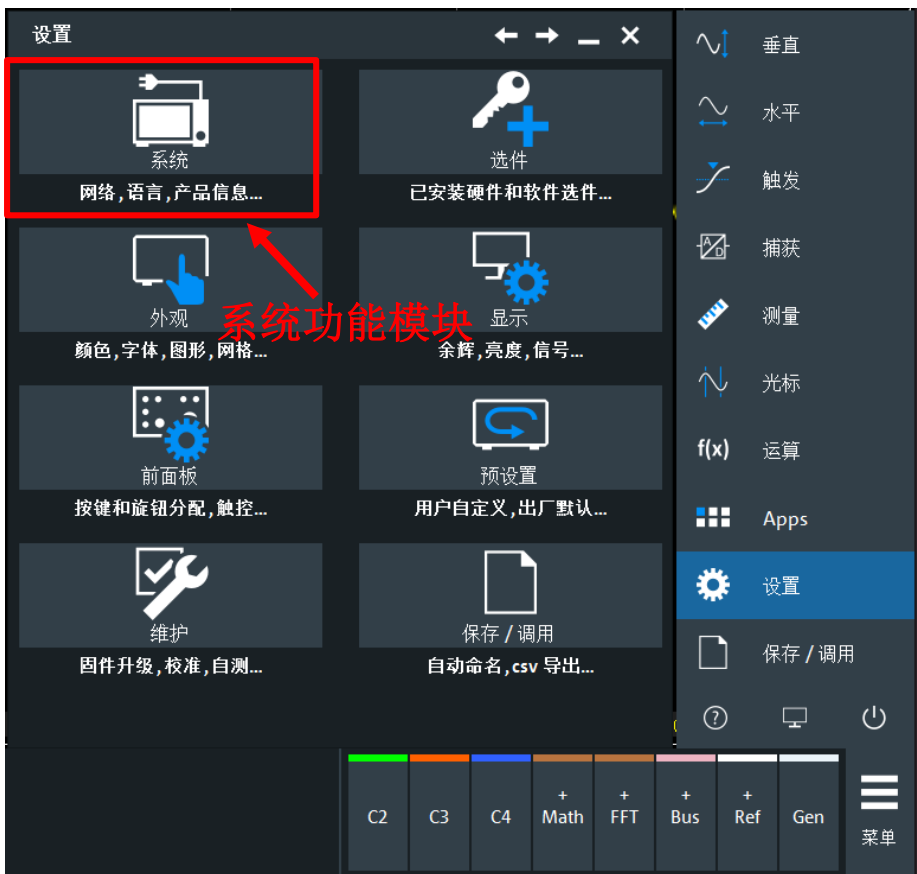 设置
系统
网络,语言,产品信息...
选件
已安装硬件和软件选件...
外观
颜色,字体,图形,网格...
系统功能模块
显示
余辉,亮度,信号...
前面板
按键和旋钮分配,触控...
预设置
用户自定义,出厂默认...
维护
固件升级,校准,自测...
保存 / 调用
自动命名,csv 导出...
垂直
水平
触发
A
D
捕获
测量
光标
f(x) 运算
Apps
设置
保存 / 调用
?
C2
C3
C4
+
Math
+
FFT
+
Bus
+
Ref
Gen
菜单